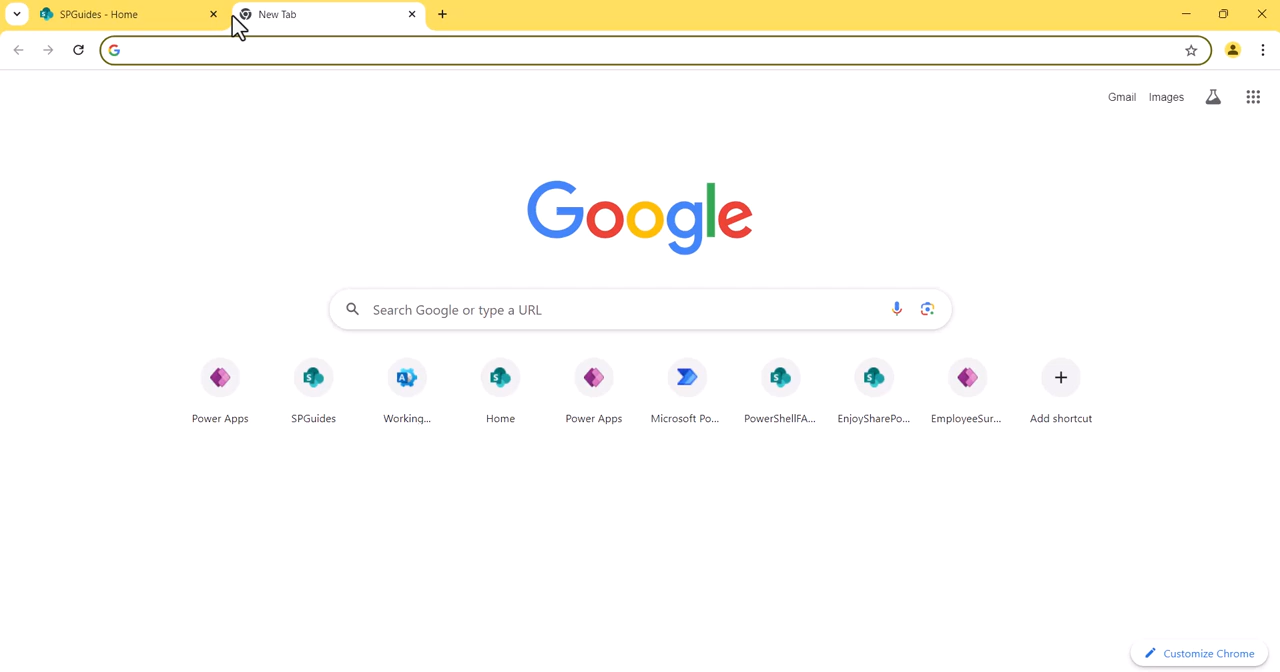 SPGuides - Home
New Tab
Gmail Images
Google
Search Google or type a URL
Power Apps SPGuides Working... Home Power Apps Microsoft Po... PowerShellFA... EnjoySharePo... EmployeeSur... Add shortcut
Customize Chrome